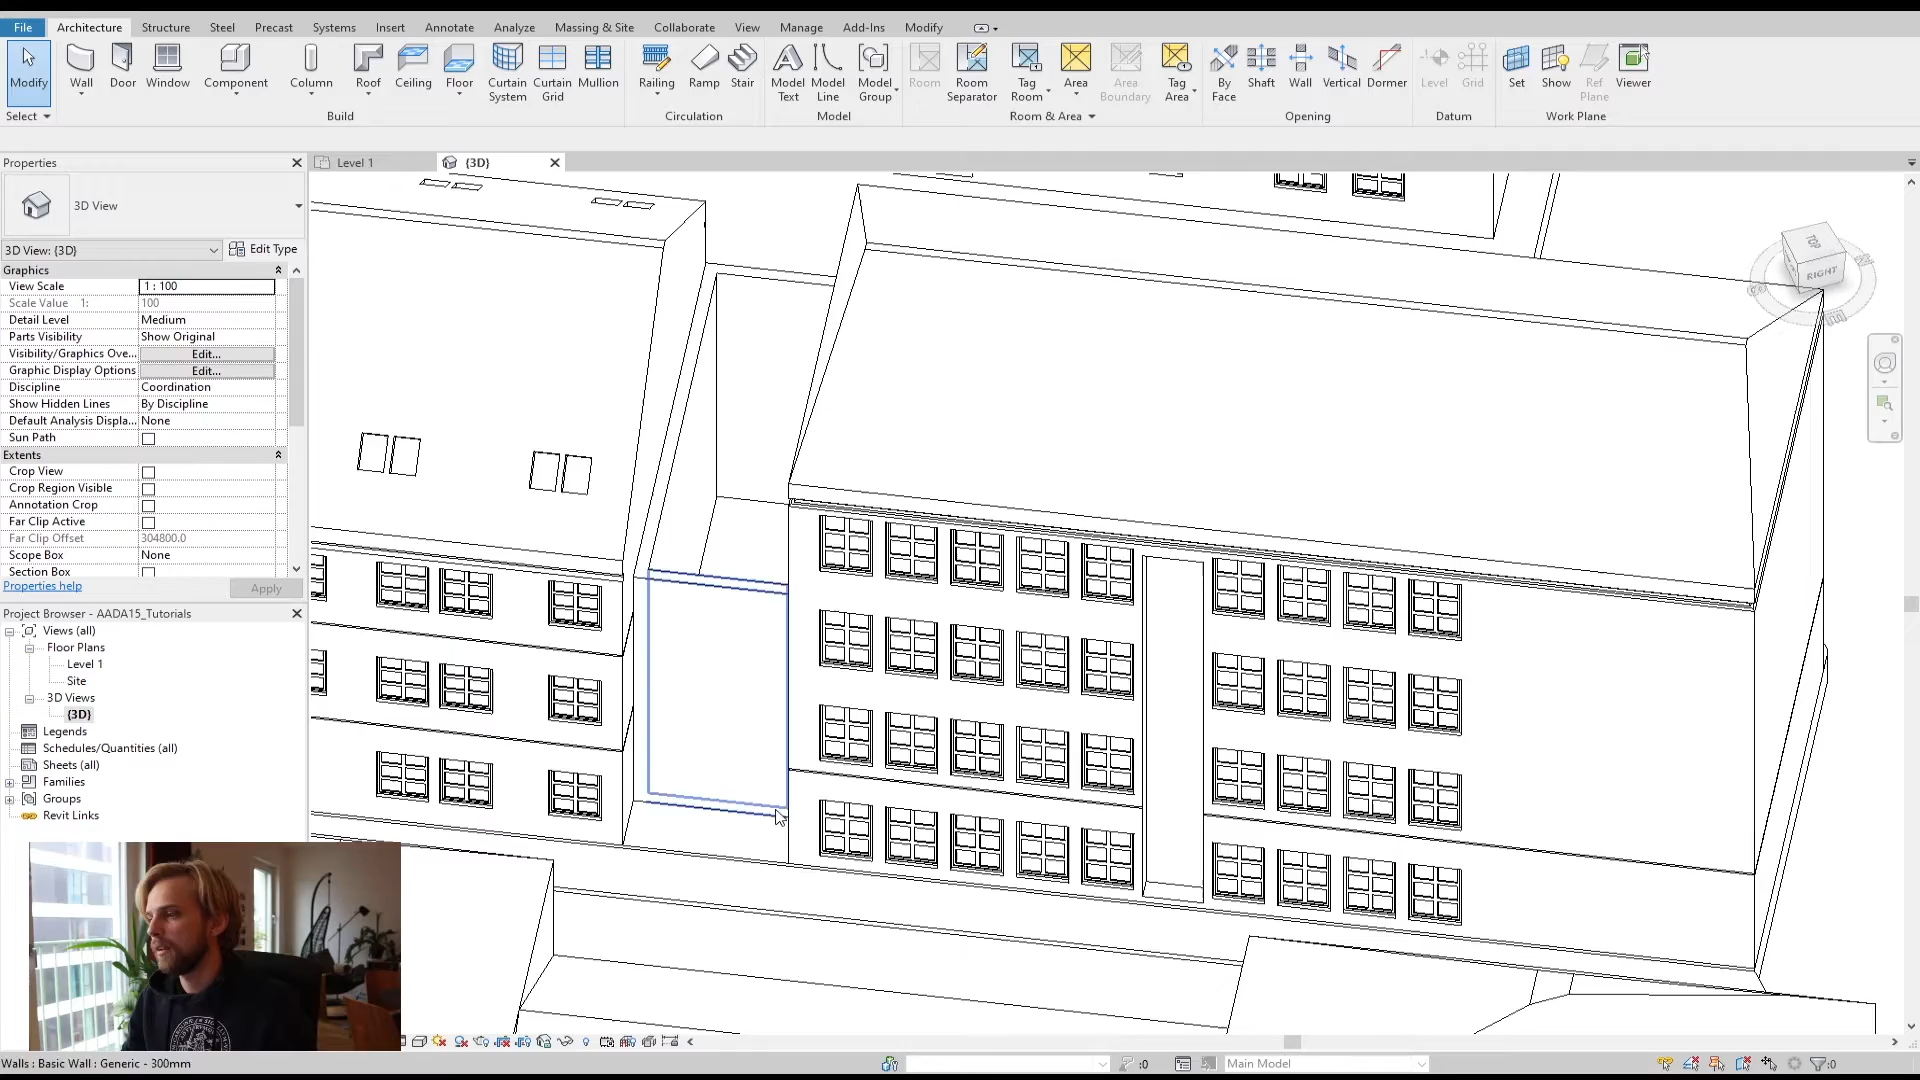 File Architecture Structure Steel Precast Systems Insert Annotate Analyze Massing & Site Collaborate View Manage Add-Ins Modify
Modify Wall Door Window Component Column Roof Ceiling Floor Curtain System Curtain Grid Mullion Railing Ramp Stair Model Text Model Line Model Group Room Room Separator Tag Room Area Area Boundary Tag Area By Face Shaft Wall Vertical Dormer Level Grid Set Show Ref Plane Viewer
Select Build Circulation Model Room & Area Opening Datum Work Plane
Properties
Level 1
{3D}
3D View
3D View: {3D}
Edit Type
Graphics
View Scale 1 : 100
Scale Value 1: 100
Detail Level Medium
Parts Visibility Show Original
Visibility/Graphics Ove... Edit...
Graphic Display Options Edit...
Discipline Coordination
Show Hidden Lines By Discipline
Default Analysis Displa... None
Sun Path
Extents
Crop View
Crop Region Visible
Annotation Crop
Far Clip Active
Far Clip Offset 304800.0
Scope Box None
Section Box
Properties help
Apply
TOP
RIGHT
Project Browser - AADA15_Tutorials
Views (all)
Floor Plans
Level 1
Site
3D Views
{3D}
Legends
Schedules/Quantities (all)
Sheets (all)
Families
Groups
Revit Links
Walls : Basic Wall : Generic - 300mm
:0
Main Model
:0